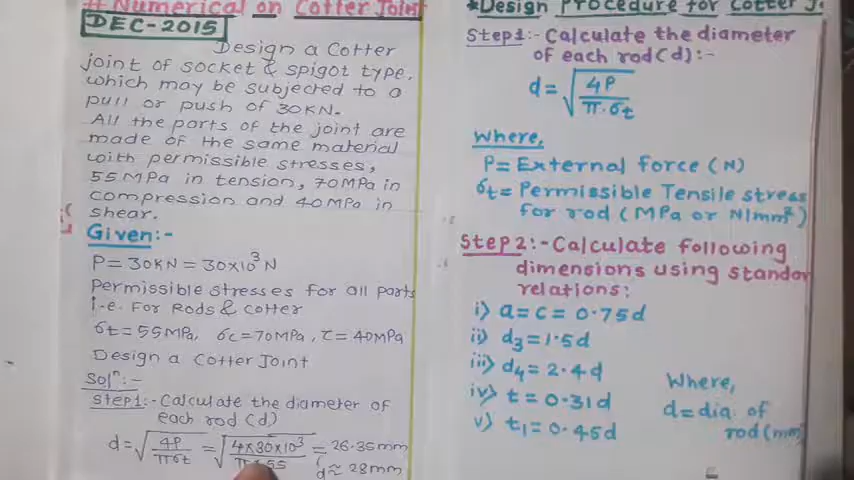 # Numerical on Cotter Joint
DEC-2015
Design a Cotter
joint of socket & spigot type,
which may be subjected to a
pull or push of 30KN.
All the parts of the joint are
made of the same material
with permissible stresses,
55MPa in tension, 70MPa in
compression and 40MPa in
shear.
Given:-
P = 30KN = 30×10³ N
Permissible stresses for all parts
i.e. For Rods & cotter
σt = 55MPa, σc = 70MPa, τ = 40MPa
Design a Cotter Joint
Solⁿ:-
Step1:- Calculate the diameter of
each rod (d)
d = √(4P/πσt) = √(4×30×10³/π×55) = 26.35mm
d ≈ 28mm
*Design Procedure for Cotter J.
Step1:- Calculate the diameter
of each rod (d):-
d = √(4P/π.σt)
Where,
P = External force (N)
σt = Permissible Tensile stress
for rod (MPa or N/mm²)
Step2:- Calculate following
dimensions using standar
relations:
i) a = c = 0.75d
ii) d₃ = 1.5d
iii) d₄ = 2.4d
iv) t = 0.31d
v) t₁ = 0.45d
Where,
d = dia. of
rod (mm)